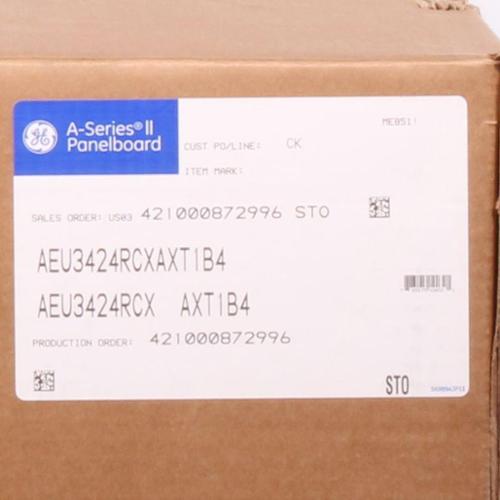 GE
A-Series® II
Panelboard
CUST PO/LINE: CK
ITEM MARK:
SALES ORDER: US03 421000872996 STO
AEU3424RCXAXT1B4
AEU3424RCX AXT1B4
PRODUCTION ORDER: 421000872996
STO